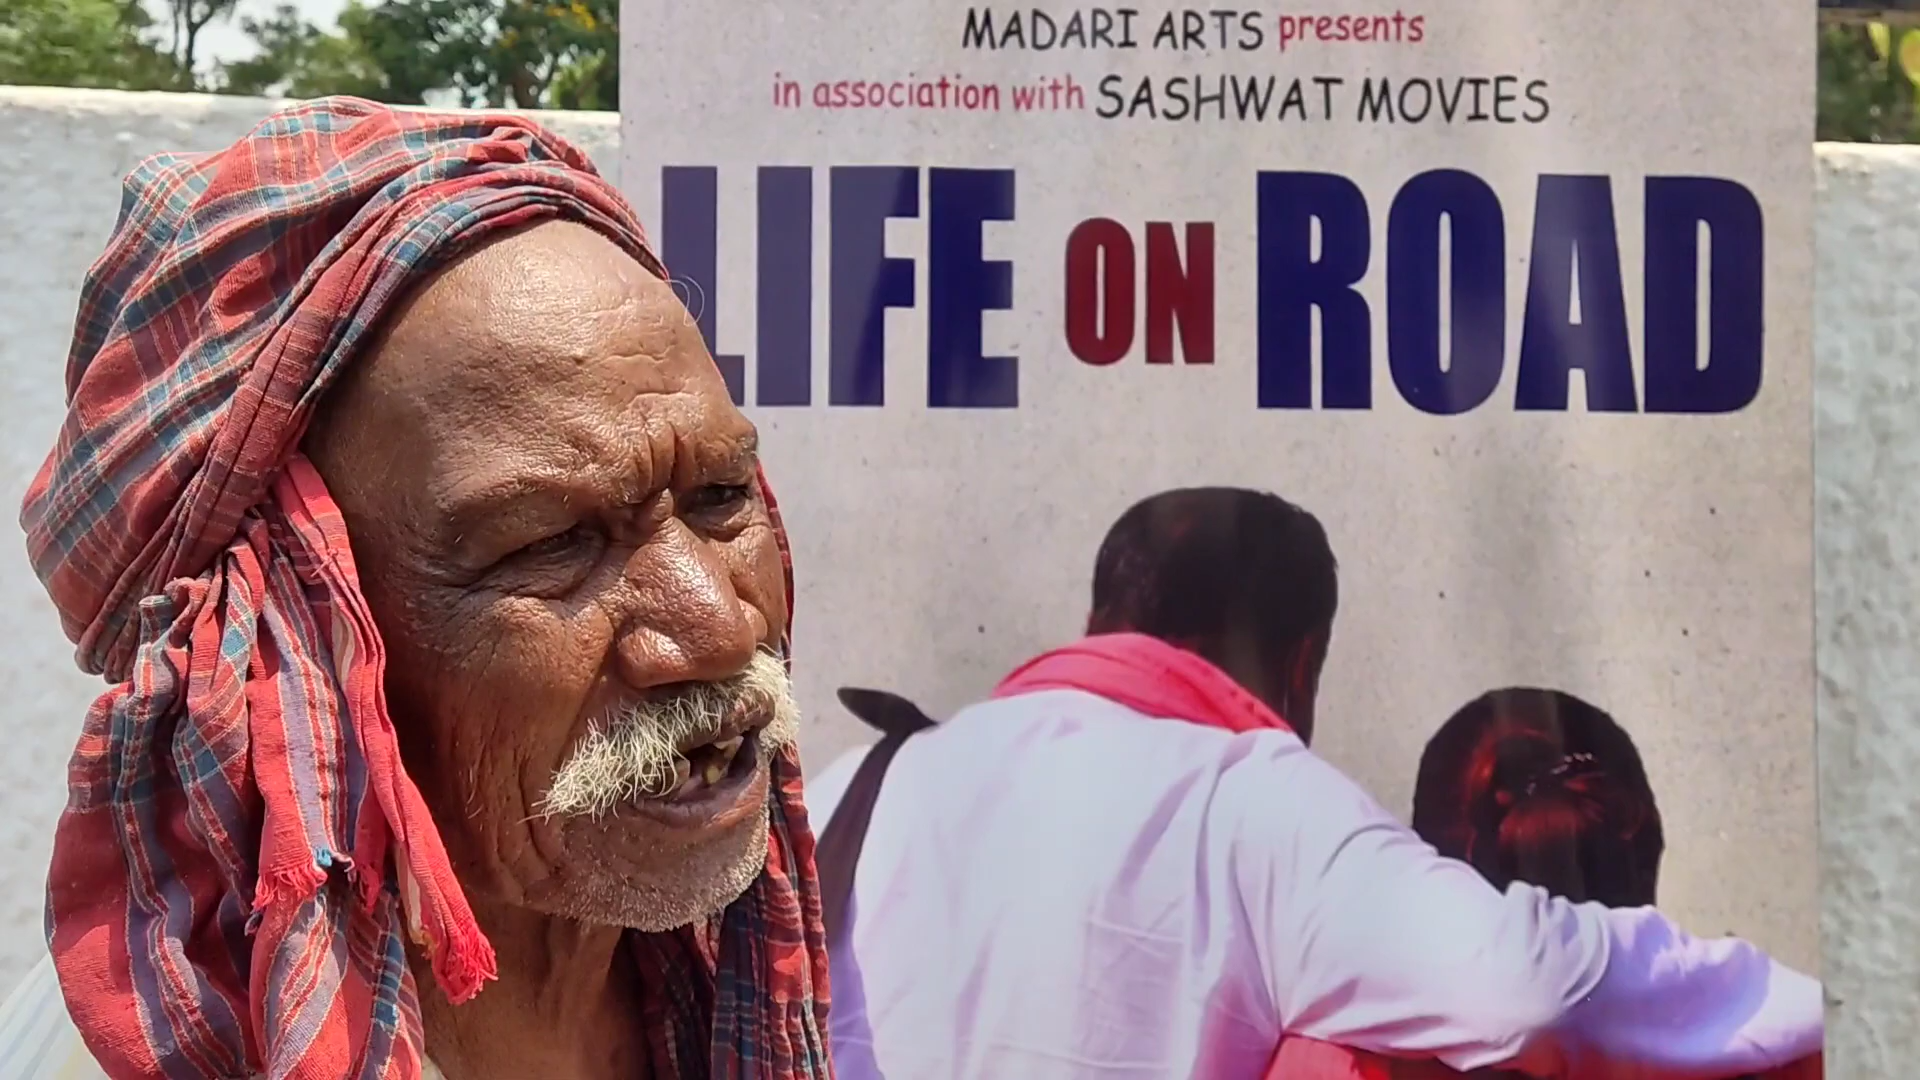 MADARI ARTS presents
in association with SASHWAT MOVIES
LIFE ON ROAD